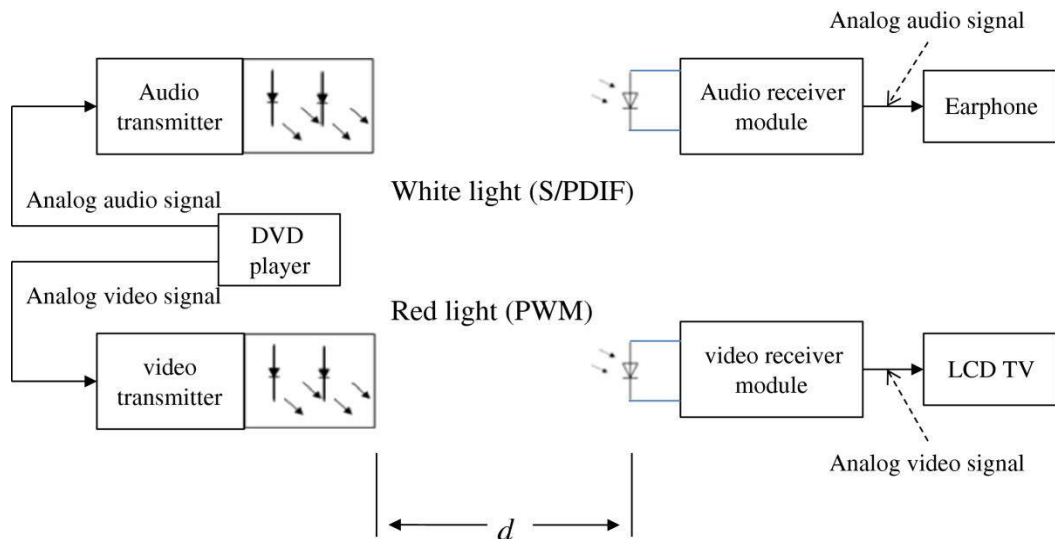 Analog audio signal
Audio
transmitter
Audio receiver
module
Earphone
White light (S/PDIF)
Analog audio signal
DVD
player
Analog video signal
Red light (PWM)
video
transmitter
video receiver
module
LCD TV
Analog video signal
d